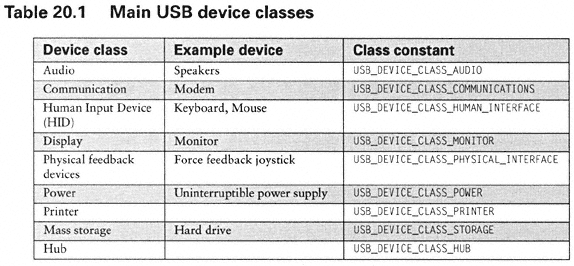 Table 20.1 Main USB device classes
Device class Example device Class constant
Audio Speakers USB_DEVICE_CLASS_AUDIO
Communication Modem USB_DEVICE_CLASS_COMMUNICATIONS
Human Input Device Keyboard, Mouse USB_DEVICE_CLASS_HUMAN_INTERFACE
(HID)
Display Monitor USB_DEVICE_CLASS_MONITOR
Physical feedback Force feedback joystick USB_DEVICE_CLASS_PHYSICAL_INTERFACE
devices
Power Uninterruptible power supply USB_DEVICE_CLASS_POWER
Printer USB_DEVICE_CLASS_PRINTER
Mass storage Hard drive USB_DEVICE_CLASS_STORAGE
Hub USB_DEVICE_CLASS_HUB